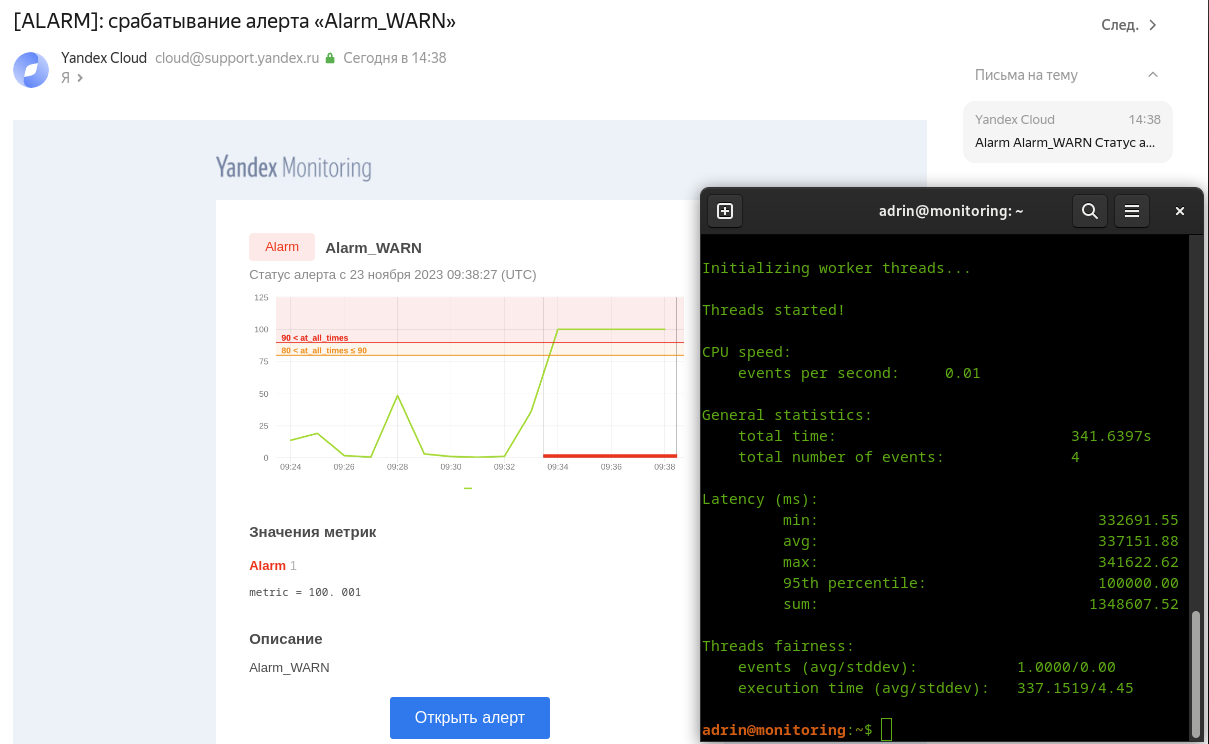 [ALARM]: срабатывание алерта «Alarm_WARN»
След.
Yandex Cloud cloud@support.yandex.ru Сегодня в 14:38
Я
Письма на тему
Yandex Cloud 14:38
Alarm Alarm_WARN Статус а...
Yandex Monitoring
Alarm Alarm_WARN
Статус алерта с 23 ноября 2023 09:38:27 (UTC)
125
100
90 < at_all_times
80 < at_all_times ≤ 90
75
50
25
0
09:24 09:26 09:28 09:30 09:32 09:34 09:36 09:38
Значения метрик
Alarm 1
metric = 100. 001
Описание
Alarm_WARN
Открыть алерт
adrin@monitoring: ~
Initializing worker threads...
Threads started!
CPU speed:
events per second: 0.01
General statistics:
total time: 341.6397s
total number of events: 4
Latency (ms):
min: 332691.55
avg: 337151.88
max: 341622.62
95th percentile: 100000.00
sum: 1348607.52
Threads fairness:
events (avg/stddev): 1.0000/0.00
execution time (avg/stddev): 337.1519/4.45
adrin@monitoring:~$